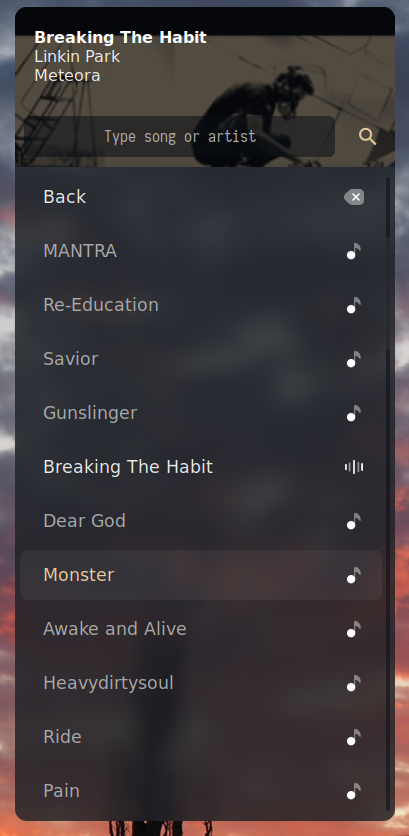 Breaking The Habit
Linkin Park
Meteora
Type song or artist
Back
MANTRA
Re-Education
Savior
Gunslinger
Breaking The Habit
Dear God
Monster
Awake and Alive
Heavydirtysoul
Ride
Pain